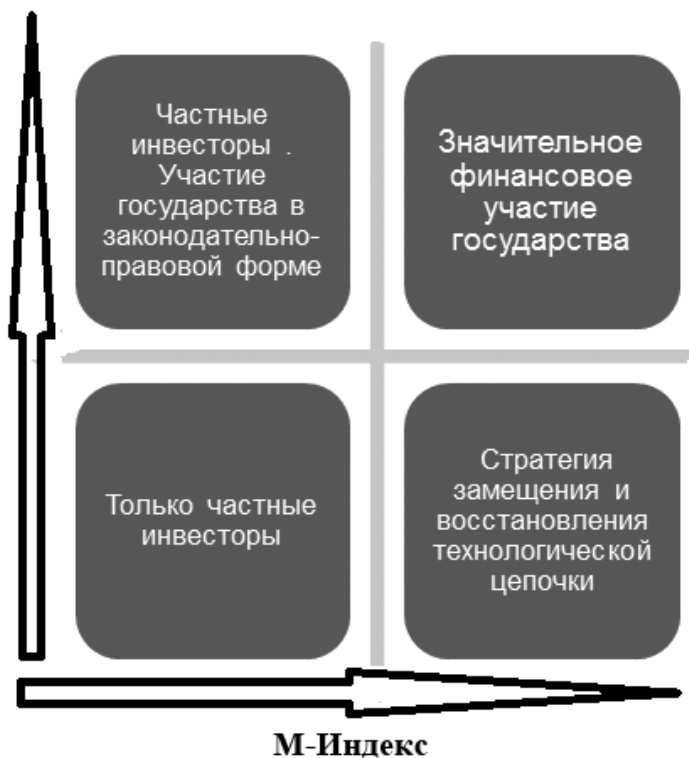 Частные
инвесторы .
Участие
государства в
законодательно-
правовой форме
Значительное
финансовое
участие
государства
Только частные
инвесторы
Стратегия
замещения и
восстановления
технологической
цепочки
М-Индекс